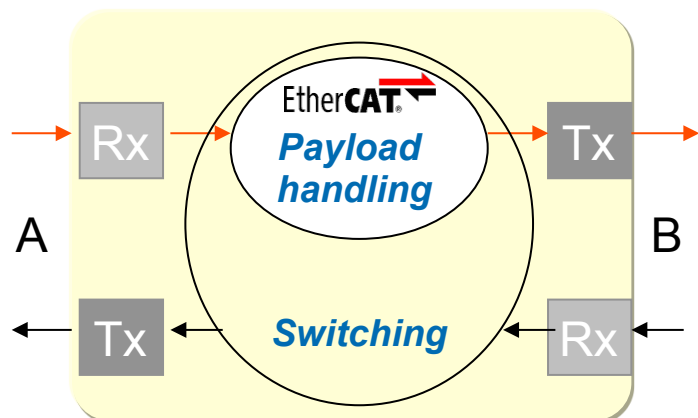 EtherCAT®
Rx
Payload
handling
Tx
A
B
Tx
Switching
Rx